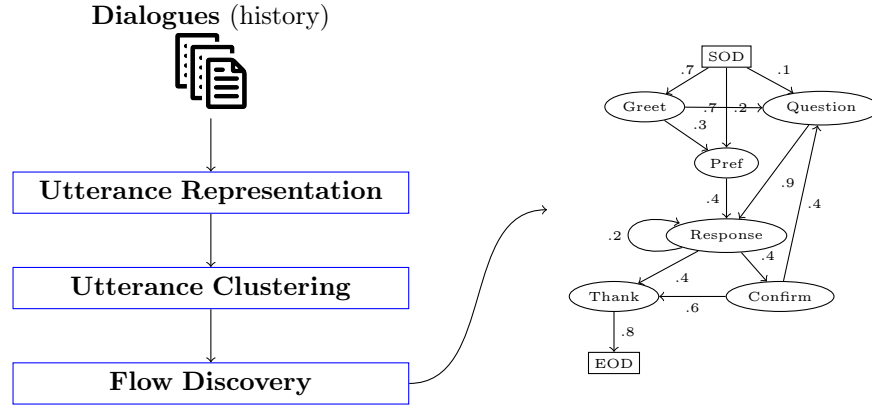 Dialogues (history)
Utterance Representation
Utterance Clustering
Flow Discovery
SOD
.7
.1
Greet
.7
.2
Question
.3
Pref
.4
.9
.4
.2
Response
.4
.4
Thank
.6
Confirm
.8
EOD